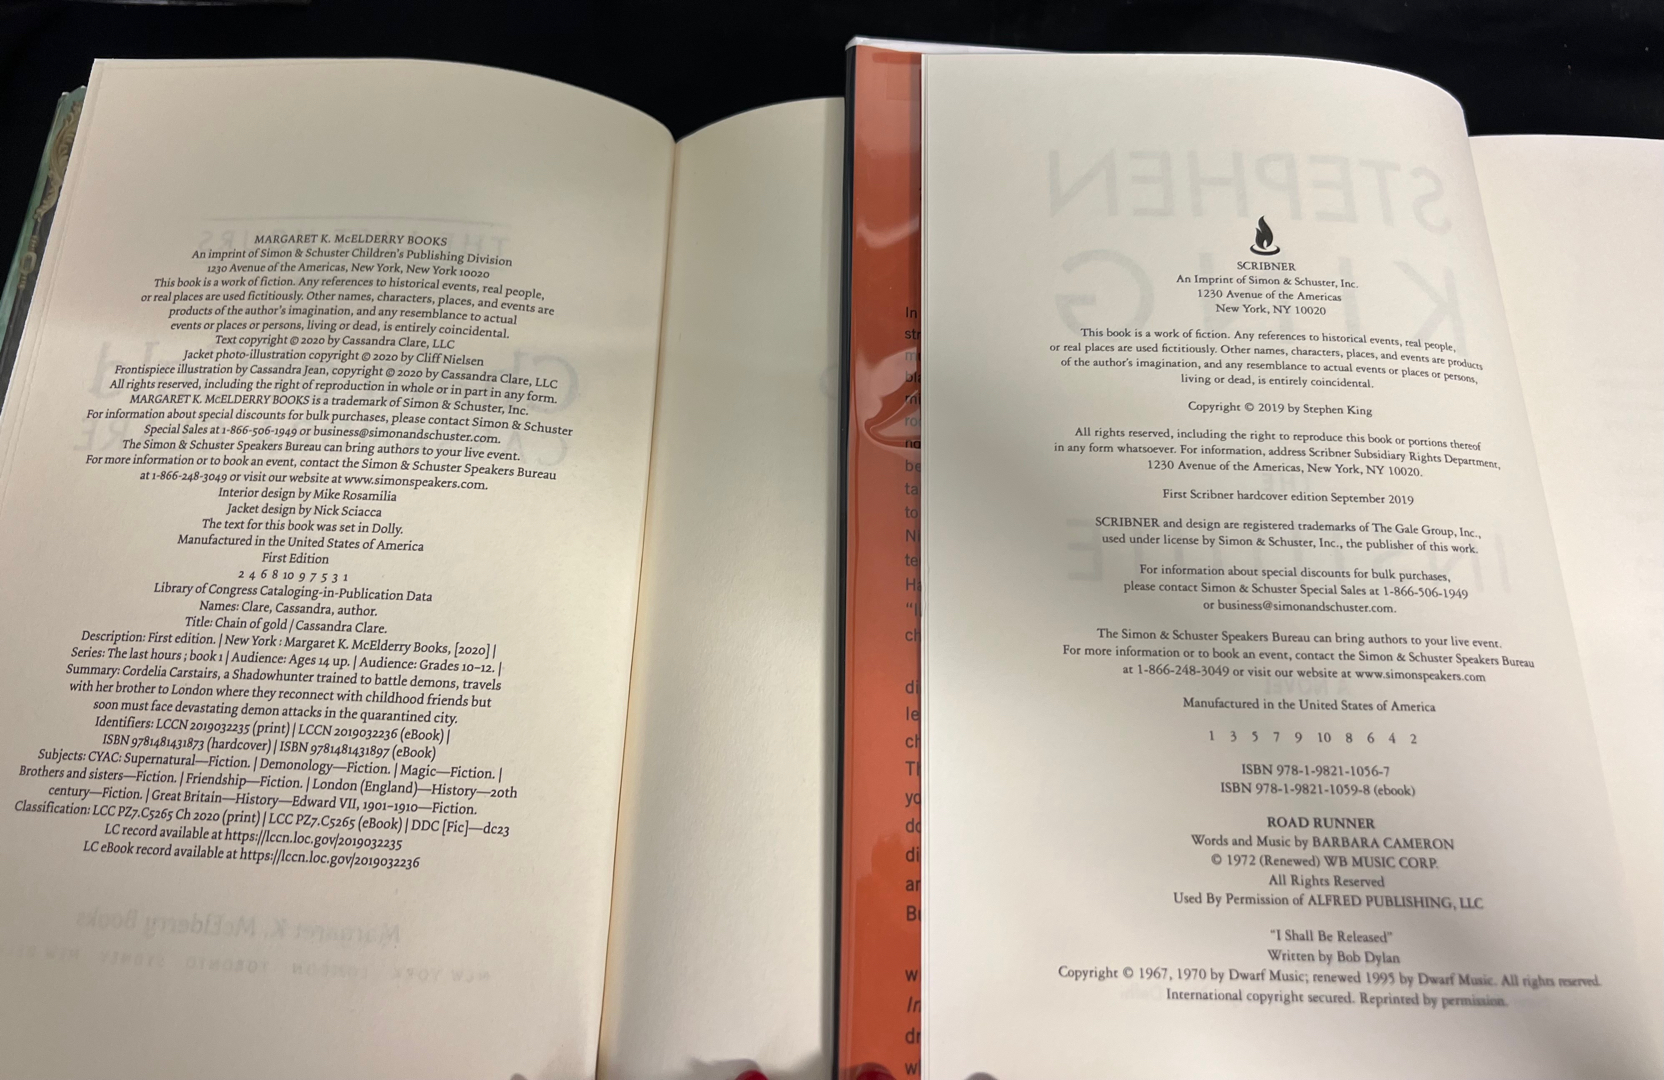 MARGARET K. McELDERRY BOOKS
An imprint of Simon & Schuster Children's Publishing Division
1230 Avenue of the Americas, New York, New York 10020
This book is a work of fiction. Any references to historical events, real people,
or real places are used fictitiously. Other names, characters, places, and events are
products of the author's imagination, and any resemblance to actual
events or places or persons, living or dead, is entirely coincidental.
Text copyright © 2020 by Cassandra Clare, LLC
Jacket photo-illustration copyright © 2020 by Cliff Nielsen
Frontispiece illustration by Cassandra Jean, copyright © 2020 by Cassandra Clare, LLC
All rights reserved, including the right of reproduction in whole or in part in any form.
MARGARET K. McELDERRY BOOKS is a trademark of Simon & Schuster, Inc.
For information about special discounts for bulk purchases, please contact Simon & Schuster
Special Sales at 1-866-506-1949 or business@simonandschuster.com.
The Simon & Schuster Speakers Bureau can bring authors to your live event.
For more information or to book an event, contact the Simon & Schuster Speakers Bureau
at 1-866-248-3049 or visit our website at www.simonspeakers.com.
Interior design by Mike Rosamilia
Jacket design by Nick Sciacca
The text for this book was set in Dolly.
Manufactured in the United States of America
First Edition
2 4 6 8 10 9 7 5 3 1
Library of Congress Cataloging-in-Publication Data
Names: Clare, Cassandra, author.
Title: Chain of gold / Cassandra Clare.
Description: First edition. | New York : Margaret K. McElderry Books, [2020] |
Series: The last hours ; book 1 | Audience: Ages 14 up. | Audience: Grades 10–12. |
Summary: Cordelia Carstairs, a Shadowhunter trained to battle demons, travels
with her brother to London where they reconnect with childhood friends but
soon must face devastating demon attacks in the quarantined city.
Identifiers: LCCN 2019032235 (print) | LCCN 2019032236 (eBook) |
ISBN 9781481431873 (hardcover) | ISBN 9781481431897 (eBook)
Subjects: CYAC: Supernatural—Fiction. | Demonology—Fiction. | Magic—Fiction. |
Brothers and sisters—Fiction. | Friendship—Fiction. | London (England)—History—20th
century—Fiction. | Great Britain—History—Edward VII, 1901–1910—Fiction.
Classification: LCC PZ7.C5265 Ch 2020 (print) | LCC PZ7.C5265 (eBook) | DDC [Fic]—dc23
LC record available at https://lccn.loc.gov/2019032235
LC eBook record available at https://lccn.loc.gov/2019032236
SCRIBNER
An Imprint of Simon & Schuster, Inc.
1230 Avenue of the Americas
New York, NY 10020
This book is a work of fiction. Any references to historical events, real people,
or real places are used fictitiously. Other names, characters, places, and events are products
of the author's imagination, and any resemblance to actual events or places or persons,
living or dead, is entirely coincidental.
Copyright © 2019 by Stephen King
All rights reserved, including the right to reproduce this book or portions thereof
in any form whatsoever. For information, address Scribner Subsidiary Rights Department,
1230 Avenue of the Americas, New York, NY 10020.
First Scribner hardcover edition September 2019
SCRIBNER and design are registered trademarks of The Gale Group, Inc.,
used under license by Simon & Schuster, Inc., the publisher of this work.
For information about special discounts for bulk purchases,
please contact Simon & Schuster Special Sales at 1-866-506-1949
or business@simonandschuster.com.
The Simon & Schuster Speakers Bureau can bring authors to your live event.
For more information or to book an event, contact the Simon & Schuster Speakers Bureau
at 1-866-248-3049 or visit our website at www.simonspeakers.com
Manufactured in the United States of America
1 3 5 7 9 10 8 6 4 2
ISBN 978-1-9821-1056-7
ISBN 978-1-9821-1059-8 (ebook)
ROAD RUNNER
Words and Music by BARBARA CAMERON
© 1972 (Renewed) WB MUSIC CORP.
All Rights Reserved
Used By Permission of ALFRED PUBLISHING, LLC
"I Shall Be Released"
Written by Bob Dylan
Copyright © 1967, 1970 by Dwarf Music; renewed 1995 by Dwarf Music. All rights reserved.
International copyright secured. Reprinted by permission.